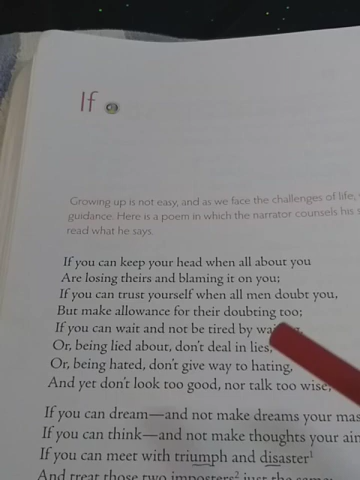 If
Growing up is not easy, and as we face the challenges of life,
guidance. Here is a poem in which the narrator counsels his
read what he says.
If you can keep your head when all about you
Are losing theirs and blaming it on you;
If you can trust yourself when all men doubt you,
But make allowance for their doubting too;
If you can wait and not be tired by
Or, being lied about, don't deal in lies,
Or, being hated, don't give way to hating,
And yet don't look too good, nor talk too wise;
If you can dream—and not make dreams your
If you can think—and not make thoughts your
If you can meet with triumph and disaster¹
And treat those two imposters² just the same;